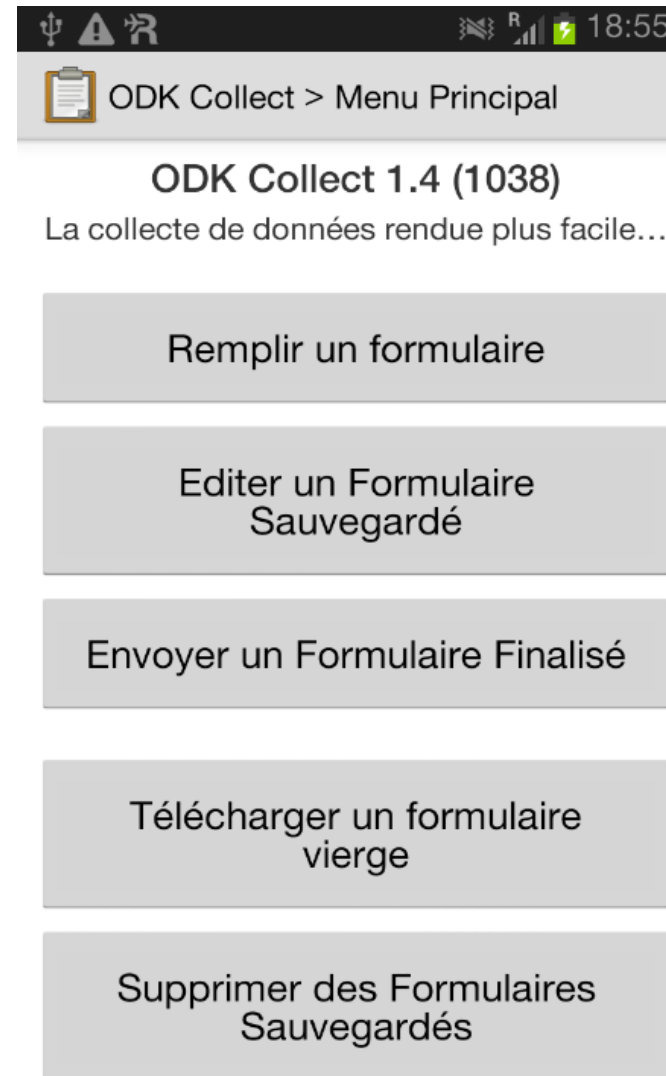 R 18:55
ODK Collect > Menu Principal
ODK Collect 1.4 (1038)
La collecte de données rendue plus facile…
Remplir un formulaire
Editer un Formulaire
Sauvegardé
Envoyer un Formulaire Finalisé
Télécharger un formulaire
vierge
Supprimer des Formulaires
Sauvegardés